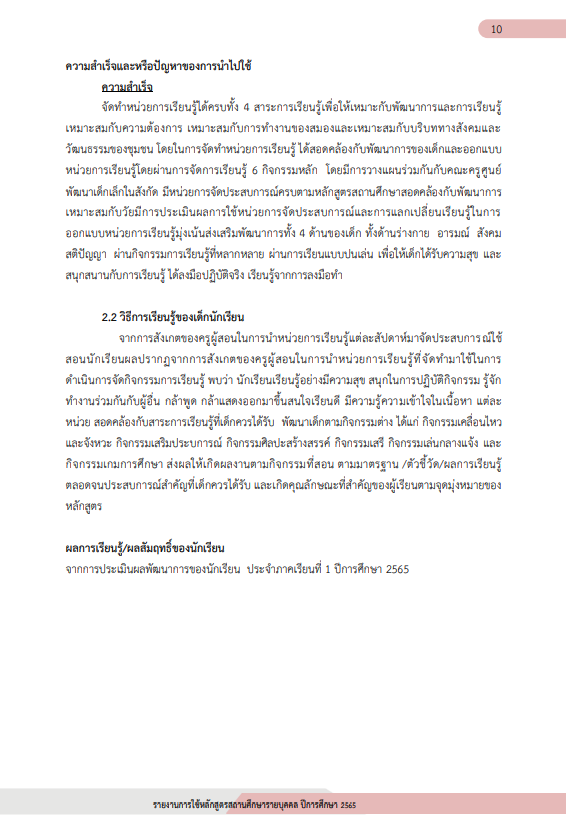 10
ความสำเร็จและหรือปัญหาของการนำไปใช้
ความสำเร็จ
จัดทำหน่วยการเรียนรู้ได้ครบทั้ง 4 สาระการเรียนรู้เพื่อให้เหมาะกับพัฒนาการและการเรียนรู้
เหมาะสมกับความต้องการ เหมาะสมกับการทำงานของสมองและเหมาะสมกับบริบททางสังคมและ
วัฒนธรรมของชุมชน โดยในการจัดทำหน่วยการเรียนรู้ ได้สอดคล้องกับพัฒนาการของเด็กและออกแบบ
หน่วยการเรียนรู้โดยผ่านการจัดการเรียนรู้ 6 กิจกรรมหลัก โดยมีการวางแผนร่วมกันกับคณะครูศูนย์
พัฒนาเด็กเล็กในสังกัด มีหน่วยการจัดประสบการณ์ครบตามหลักสูตรสถานศึกษาสอดคล้องกับพัฒนาการ
เหมาะสมกับวัยมีการประเมินผลการใช้หน่วยการจัดประสบการณ์และการแลกเปลี่ยนเรียนรู้ในการ
ออกแบบหน่วยการเรียนรู้มุ่งเน้นส่งเสริมพัฒนาการทั้ง 4 ด้านของเด็ก ทั้งด้านร่างกาย อารมณ์ สังคม
สติปัญญา ผ่านกิจกรรมการเรียนรู้ที่หลากหลาย ผ่านการเรียนแบบปนเล่น เพื่อให้เด็กได้รับความสุข และ
สนุกสนานกับการเรียนรู้ ได้ลงมือปฏิบัติจริง เรียนรู้จากการลงมือทำ
2.2 วิธีการเรียนรู้ของเด็กนักเรียน
จากการสังเกตของครูผู้สอนในการนำหน่วยการเรียนรู้แต่ละสัปดาห์มาจัดประสบการณ์ใช้
สอนนักเรียนผลปรากฏจากการสังเกตของครูผู้สอนในการนำหน่วยการเรียนรู้ที่จัดทำมาใช้ในการ
ดำเนินการจัดกิจกรรมการเรียนรู้ พบว่า นักเรียนเรียนรู้อย่างมีความสุข สนุกในการปฏิบัติกิจกรรม รู้จัก
ทำงานร่วมกันกับผู้อื่น กล้าพูด กล้าแสดงออกมาขึ้นสนใจเรียนดี มีความรู้ความเข้าใจในเนื้อหา แต่ละ
หน่วย สอดคล้องกับสาระการเรียนรู้ที่เด็กควรได้รับ พัฒนาเด็กตามกิจกรรมต่าง ได้แก่ กิจกรรมเคลื่อนไหว
และจังหวะ กิจกรรมเสริมประบการณ์ กิจกรรมศิลปะสร้างสรรค์ กิจกรรมเสรี กิจกรรมเล่นกลางแจ้ง และ
กิจกรรมเกมการศึกษา ส่งผลให้เกิดผลงานตามกิจกรรมที่สอน ตามมาตรฐาน /ตัวชี้วัด/ผลการเรียนรู้
ตลอดจนประสบการณ์สำคัญที่เด็กควรได้รับ และเกิดคุณลักษณะที่สำคัญของผู้เรียนตามจุดมุ่งหมายของ
หลักสูตร
ผลการเรียนรู้/ผลสัมฤทธิ์ของนักเรียน
จากการประเมินผลพัฒนาการของนักเรียน ประจำภาคเรียนที่ 1 ปีการศึกษา 2565
รายงานการใช้หลักสูตรสถานศึกษารายบุคคล ปีการศึกษา 2565